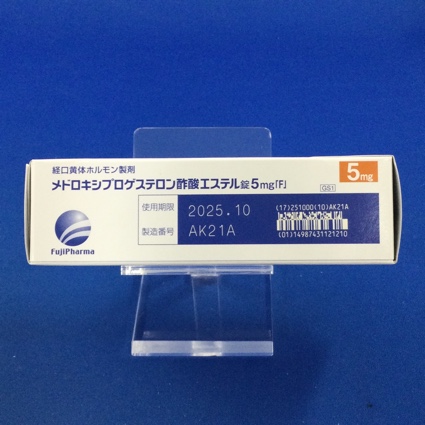 経口黄体ホルモン製剤
メドロキシプロゲステロン酢酸エステル錠5mg「F」
5mg
GS1
使用期限 2025.10
製造番号 AK21A
(17)251000(10)AK21A
(01)14987431121210
FujiPharma